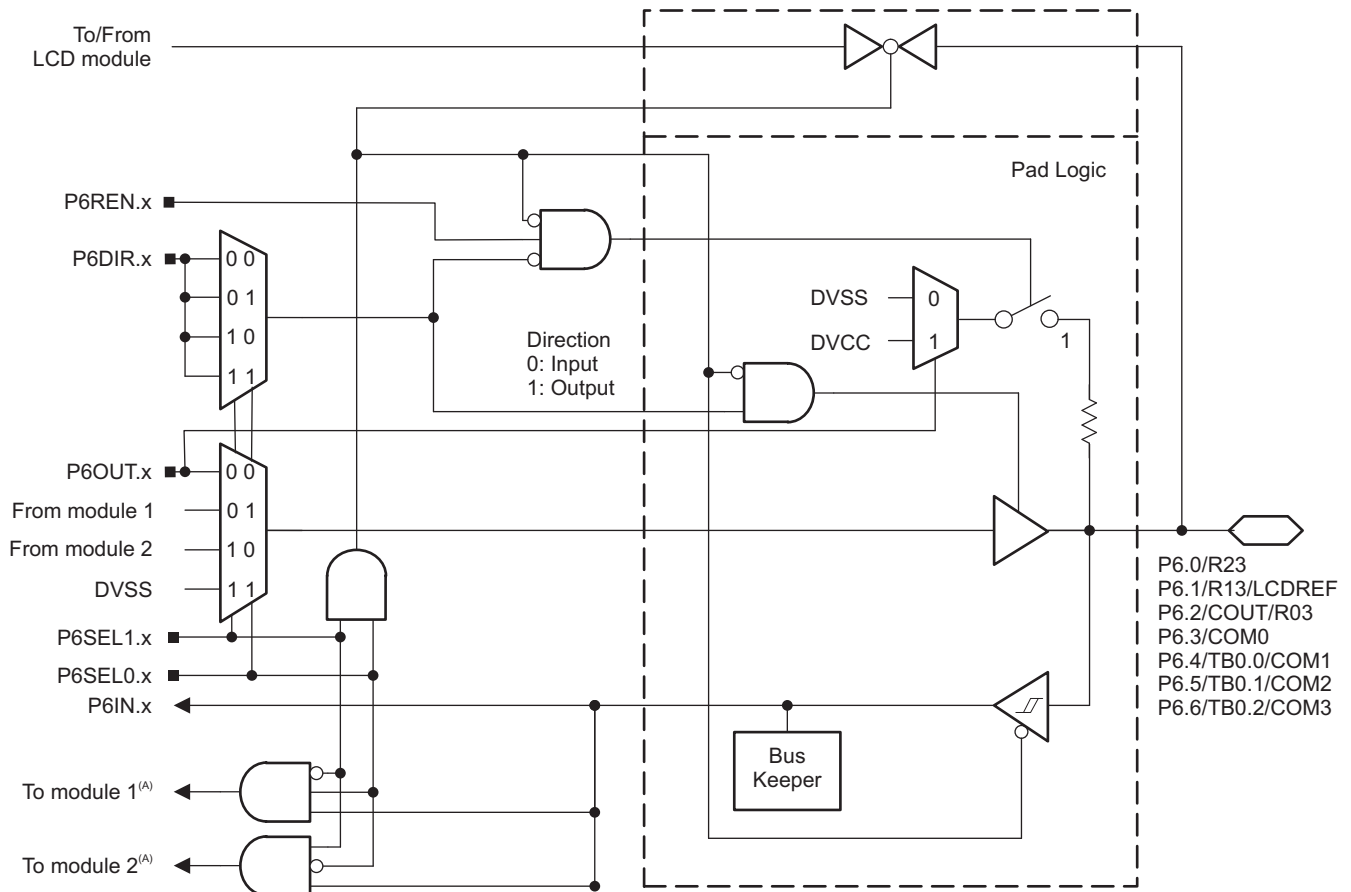 To/From
LCD module
Pad Logic
P6REN.x
P6DIR.x
0 0
0 1
1 0
1 1
Direction
0: Input
1: Output
DVSS
0
DVCC
1
1
P6OUT.x
0 0
From module 1
0 1
From module 2
1 0
DVSS
1 1
P6SEL1.x
P6SEL0.x
P6IN.x
P6.0/R23
P6.1/R13/LCDREF
P6.2/COUT/R03
P6.3/COM0
P6.4/TB0.0/COM1
P6.5/TB0.1/COM2
P6.6/TB0.2/COM3
Bus
Keeper
To module 1(A)
To module 2(A)